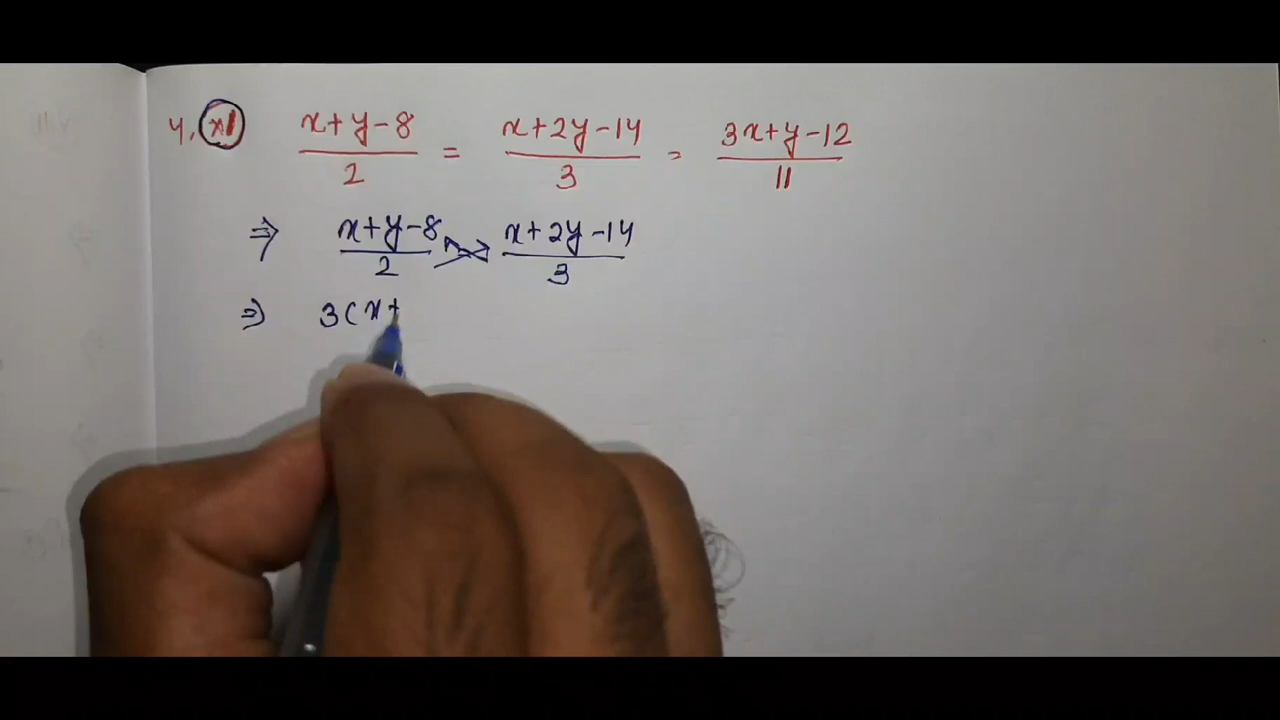 4. xi (x+y-8)/2 = (x+2y-14)/3 = (3x+y-12)/11
⇒ (x+y-8)/2 (x+2y-14)/3
⇒ 3(x+